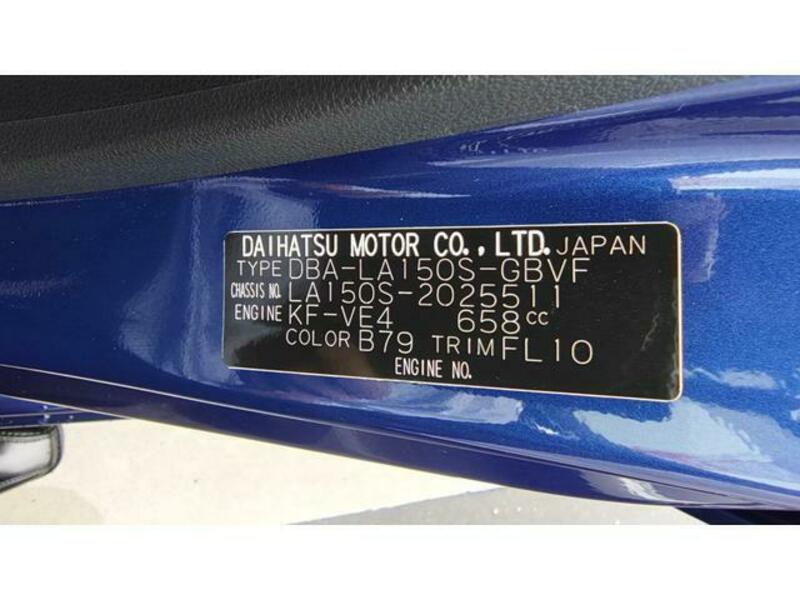 DAIHATSU MOTOR CO., LTD. JAPAN
TYPE DBA-LA150S-GBVF
CHASSIS NO. LA150S-2025511
ENGINE KF-VE4 658cc
COLOR B79 TRIM FL10
ENGINE NO.